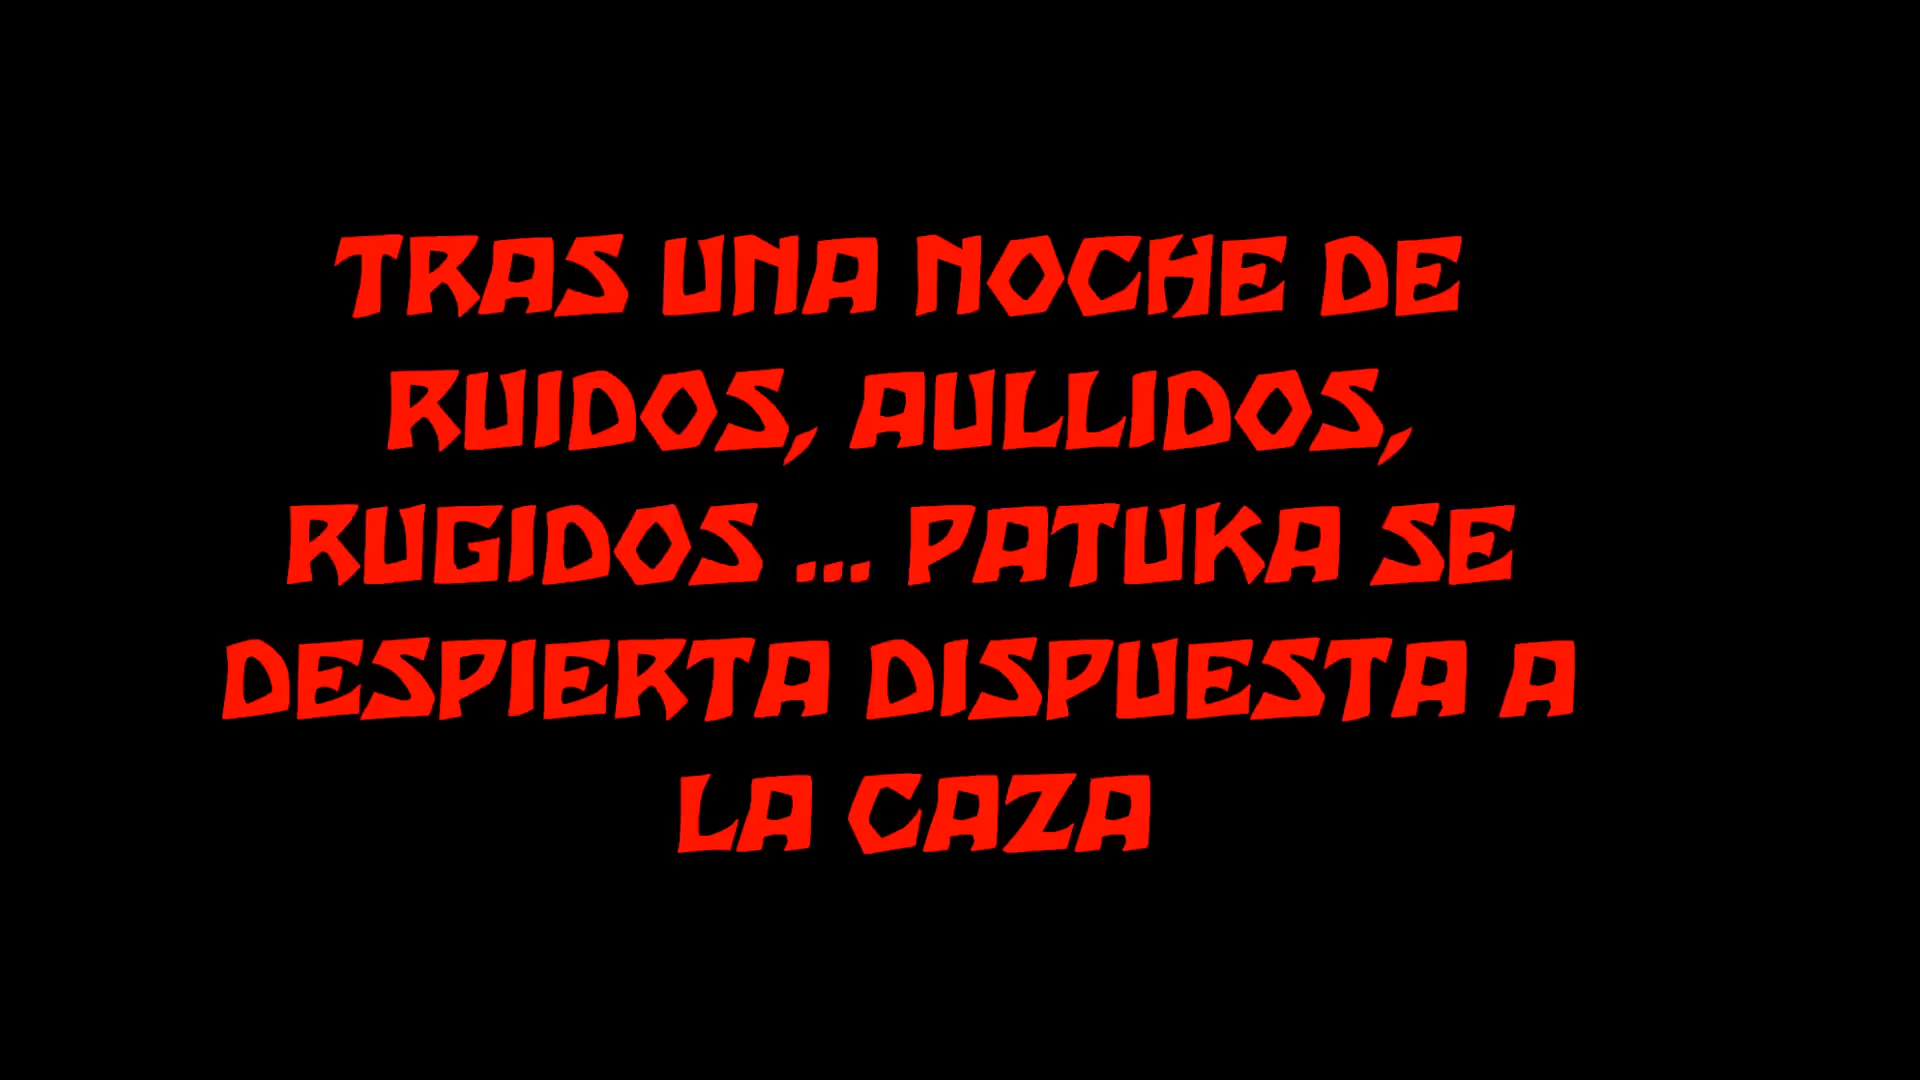 TRAS UNA NOCHE DE
RUIDOS, AULLIDOS,
RUGIDOS ... PATUKA SE
DESPIERTA DISPUESTA A
LA CAZA